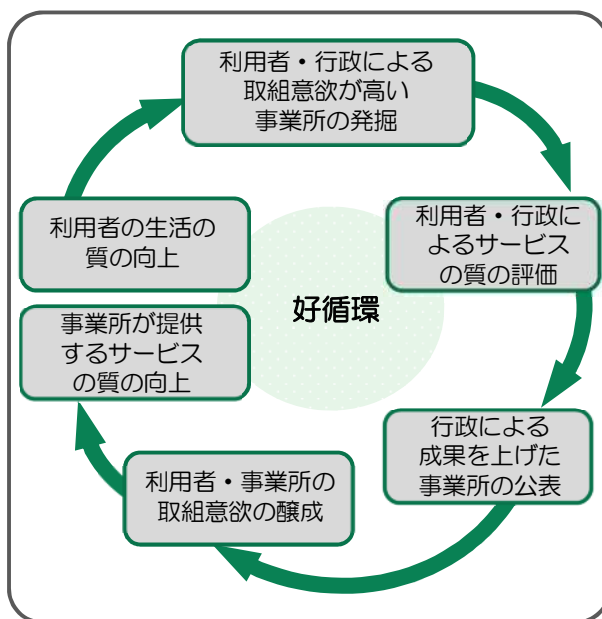 利用者・行政による
取組意欲が高い
事業所の発掘
利用者・行政に
よるサービス
の質の評価
行政による
成果を上げた
事業所の公表
利用者・事業所の
取組意欲の醸成
事業所が提供
するサービス
の質の向上
利用者の生活の
質の向上
好循環